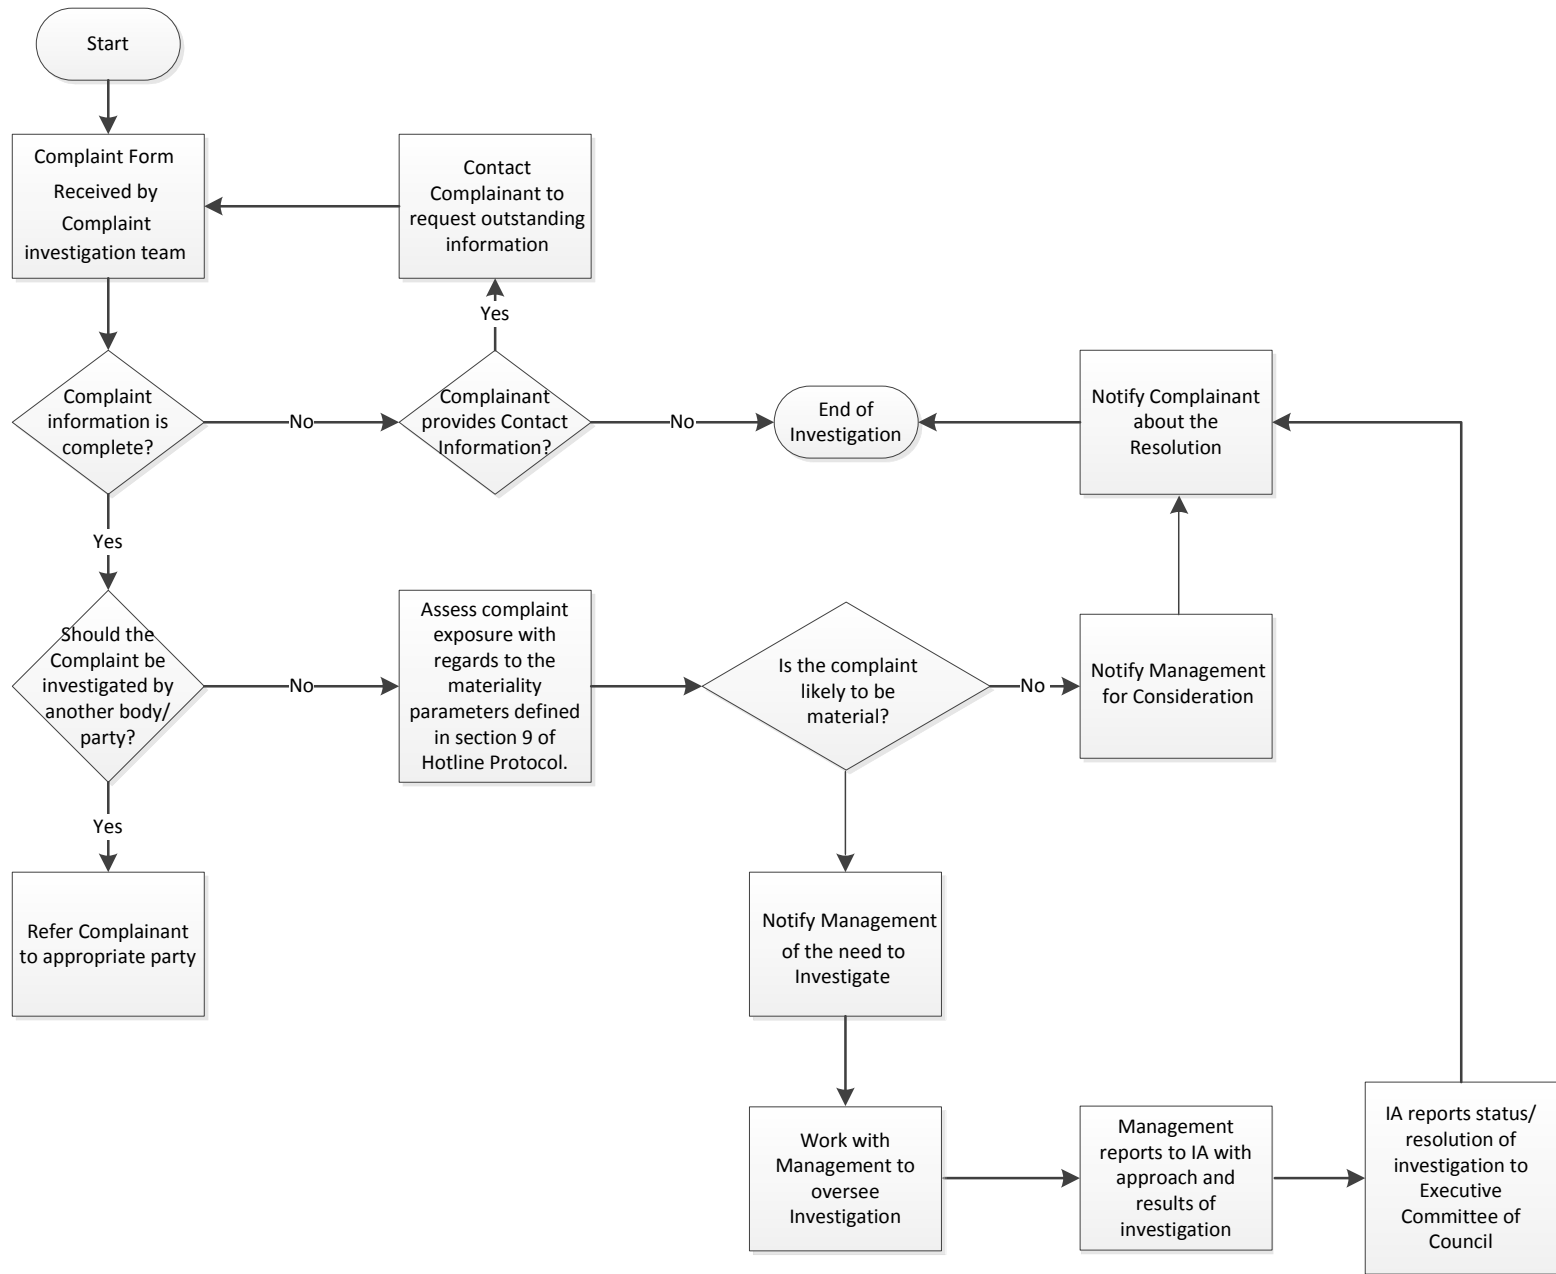 Start
Complaint Form
Received by
Complaint
investigation team
Contact
Complainant to
request outstanding
information
Yes
Complaint
information is
complete?
No
Complainant
provides Contact
Information?
No
End of
Investigation
Notify Complainant
about the
Resolution
Yes
Should the
Complaint be
investigated by
another body/
party?
No
Assess complaint
exposure with
regards to the
materiality
parameters defined
in section 9 of
Hotline Protocol.
Is the complaint
likely to be
material?
No
Notify Management
for Consideration
Yes
Refer Complainant
to appropriate party
Notify Management
of the need to
Investigate
Work with
Management to
oversee
Investigation
Management
reports to IA with
approach and
results of
investigation
IA reports status/
resolution of
investigation to
Executive
Committee of
Council